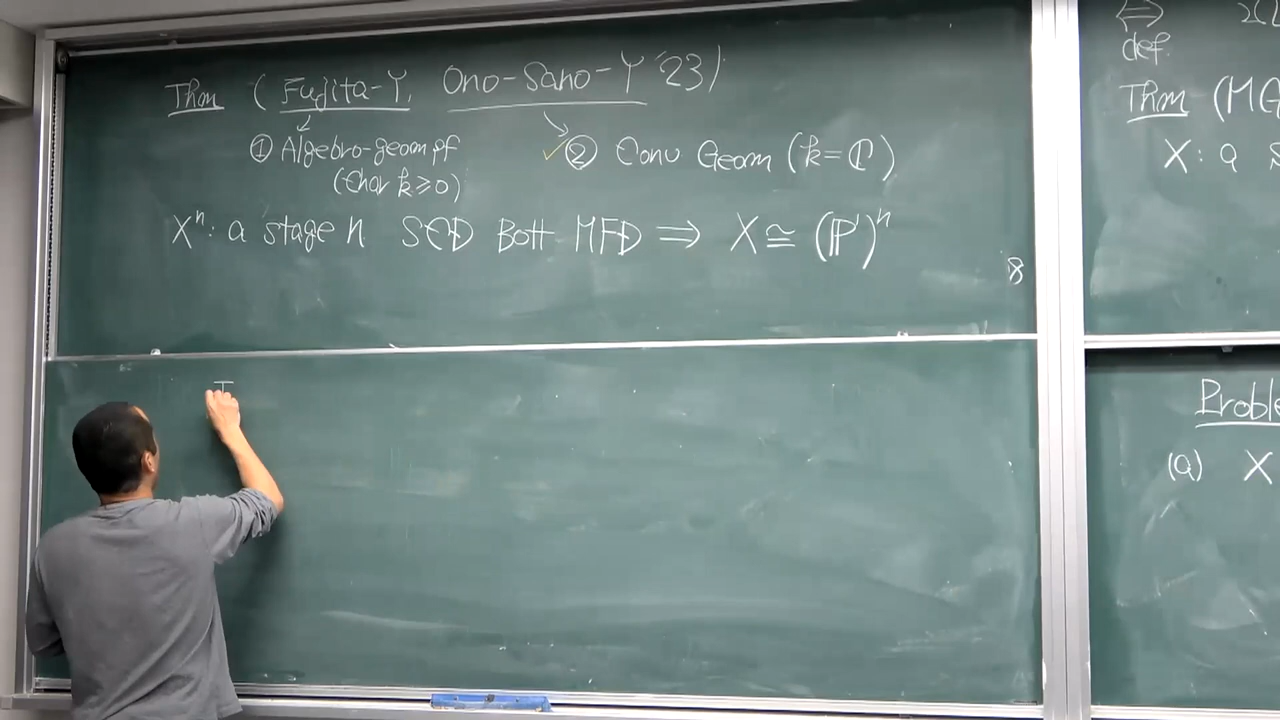 Thm (Fujita-Y, Ono-Sano-Y '23)
① Algebro-geom pf
(char k ≥ 0)
✓② Conv Geom (k = ℂ)
Xⁿ: a stage n SCD Bott MFD ⇒ X ≅ (ℙ')ⁿ
8
⇔
def.
Thm
X: a
Proble
(a) X